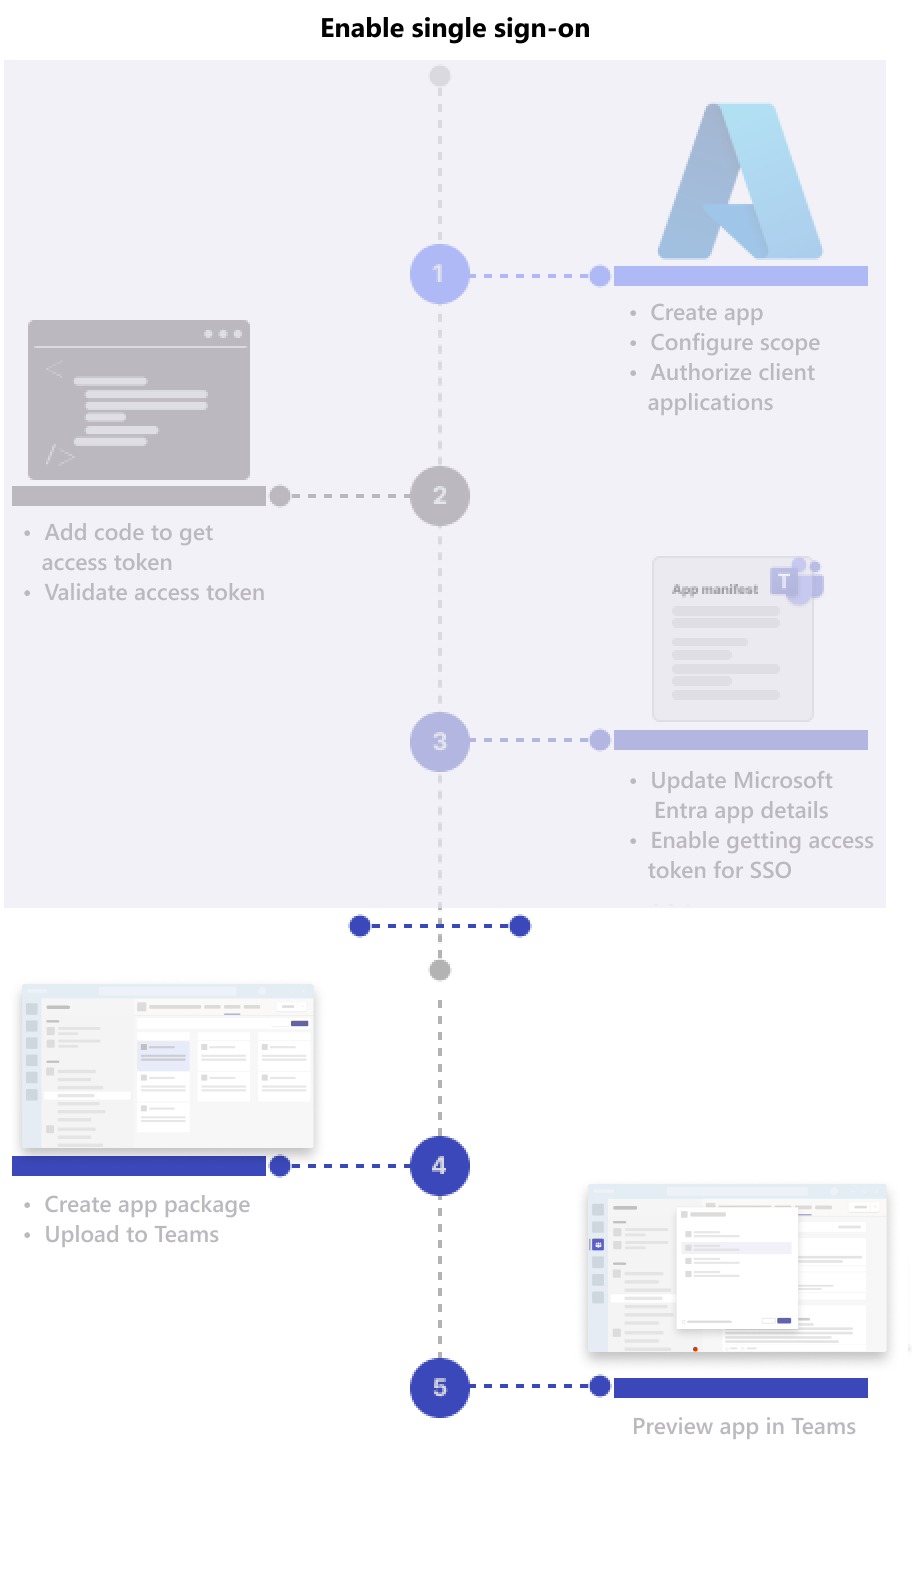 Enable single sign-on
1
• Create app
• Configure scope
• Authorize client
applications
<
/>
2
• Add code to get
access token
• Validate access token
App manifest
T
3
• Update Microsoft
Entra app details
• Enable getting access
token for SSO
4
• Create app package
• Upload to Teams
5
Preview app in Teams